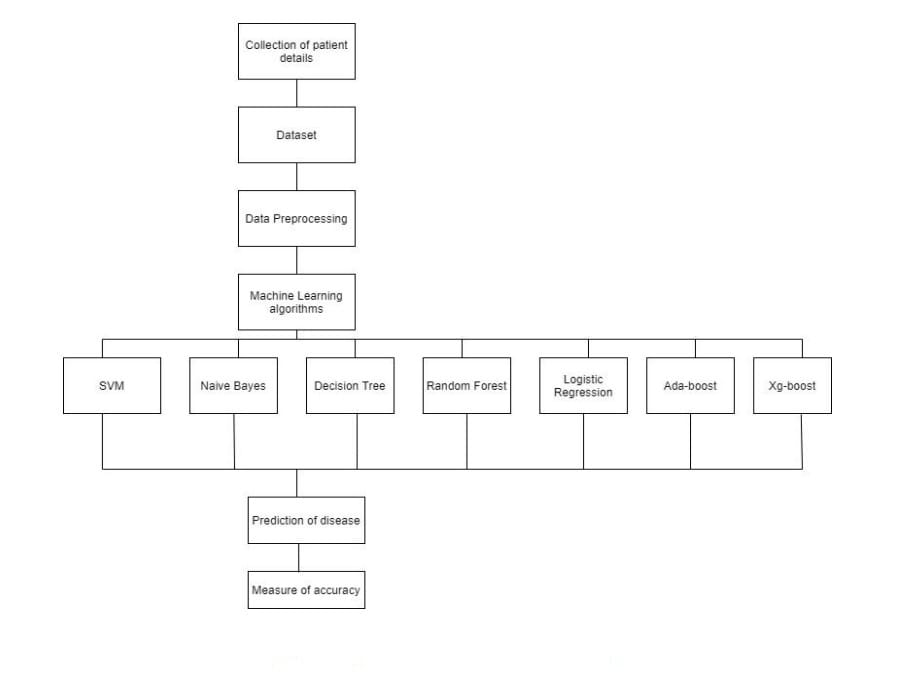 Collection of patient
details
Dataset
Data Preprocessing
Machine Learning
algorithms
SVM
Naive Bayes
Decision Tree
Random Forest
Logistic
Regression
Ada-boost
Xg-boost
Prediction of disease
Measure of accuracy